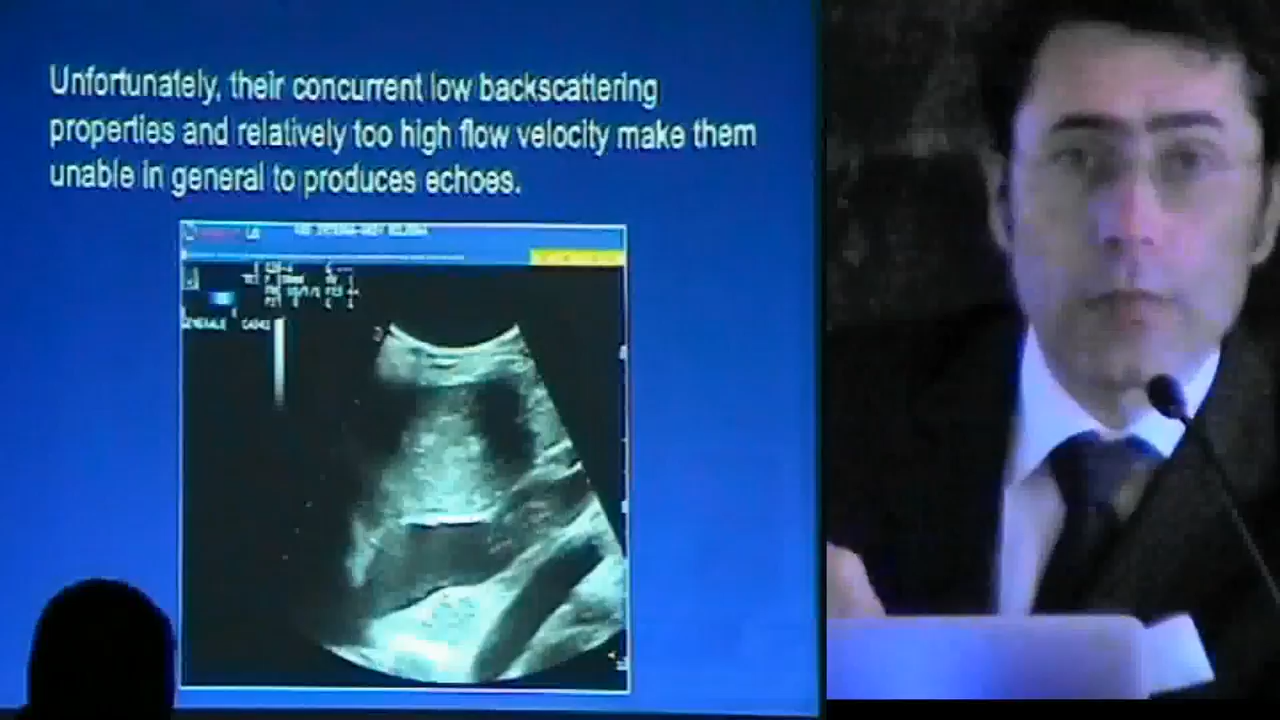 Unfortunately, their concurrent low backscattering
properties and relatively too high flow velocity make them
unable in general to produces echoes.
GENERALE